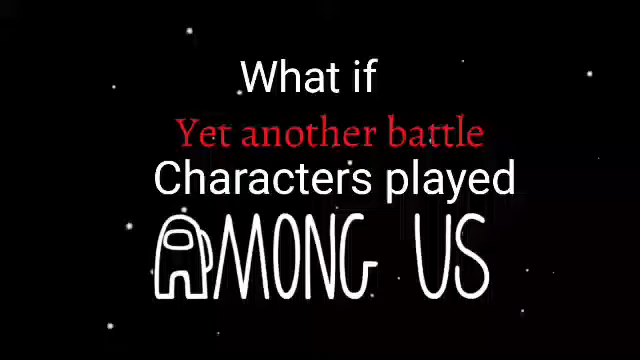 What if
Yet another battle
Characters played
AMONG US